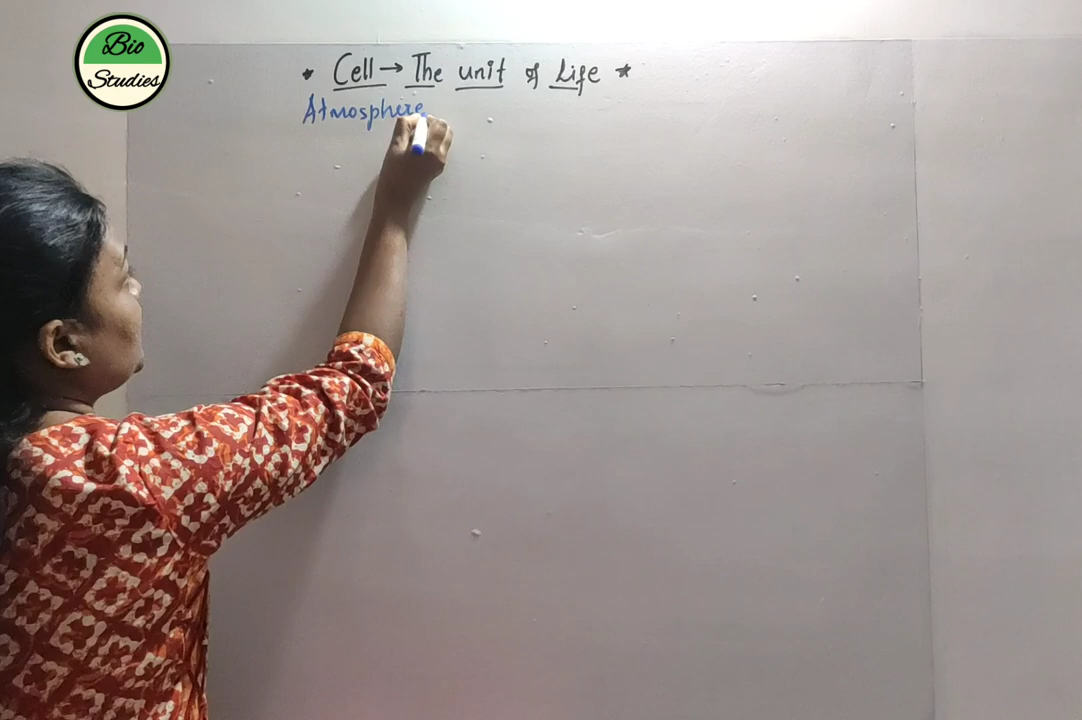 Bio
Studies
* Cell → The unit of Life *
Atmosphere